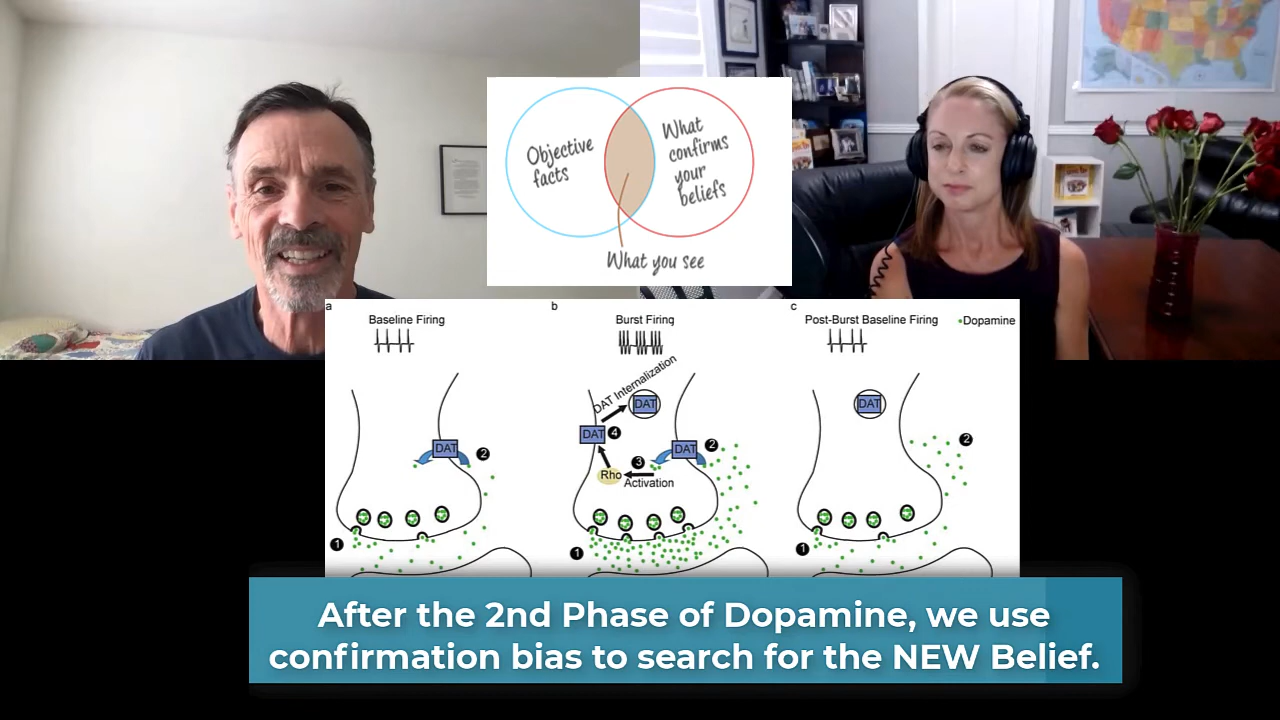 Objective
facts
What
confirms
your
beliefs
What you see
a
Baseline Firing
b
Burst Firing
c
Post-Burst Baseline Firing
Dopamine
DAT
2
1
DAT Internalization
DAT
DAT
4
DAT
2
3
Rho
Activation
1
DAT
2
1
After the 2nd Phase of Dopamine, we use
confirmation bias to search for the NEW Belief.